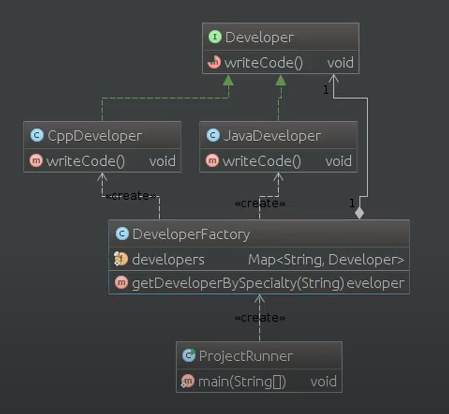 I Developer
writeCode() void
1
C CppDeveloper
writeCode() void
C JavaDeveloper
m writeCode() void
«create»
«create»
1
C DeveloperFactory
f developers Map<String, Developer>
m getDeveloperBySpecialty(String) eveloper
«create»
C ProjectRunner
m main(String[]) void